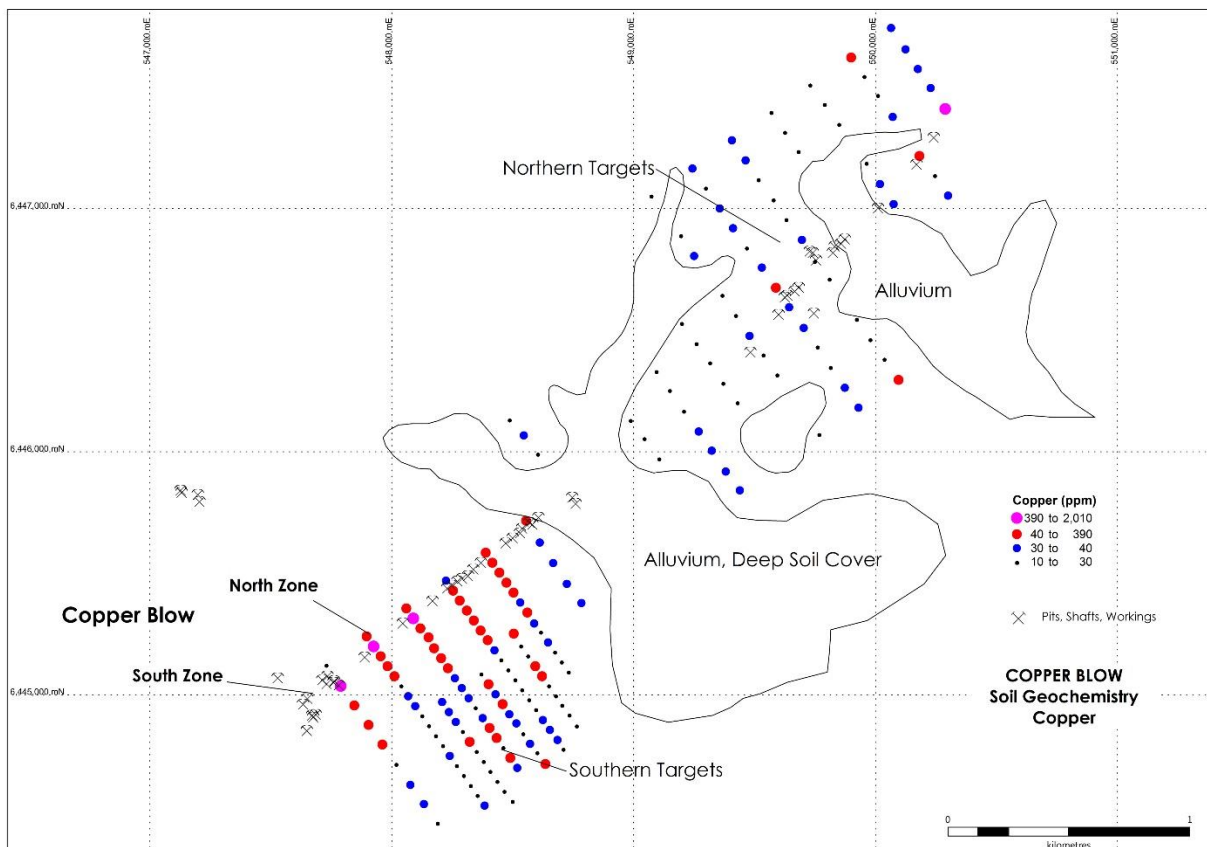 547,000.mE
548,000.mE
549,000.mE
550,000.mE
551,000.mE
Northern Targets
6,447,000.mN
Alluvium
6,446,000.mN
Copper (ppm)
390 to 2,010
40 to 390
30 to 40
10 to 30
Alluvium, Deep Soil Cover
North Zone
Pits, Shafts, Workings
Copper Blow
South Zone
6,445,000.mN
COPPER BLOW
Soil Geochemistry
Copper
Southern Targets
0
1
kilometres